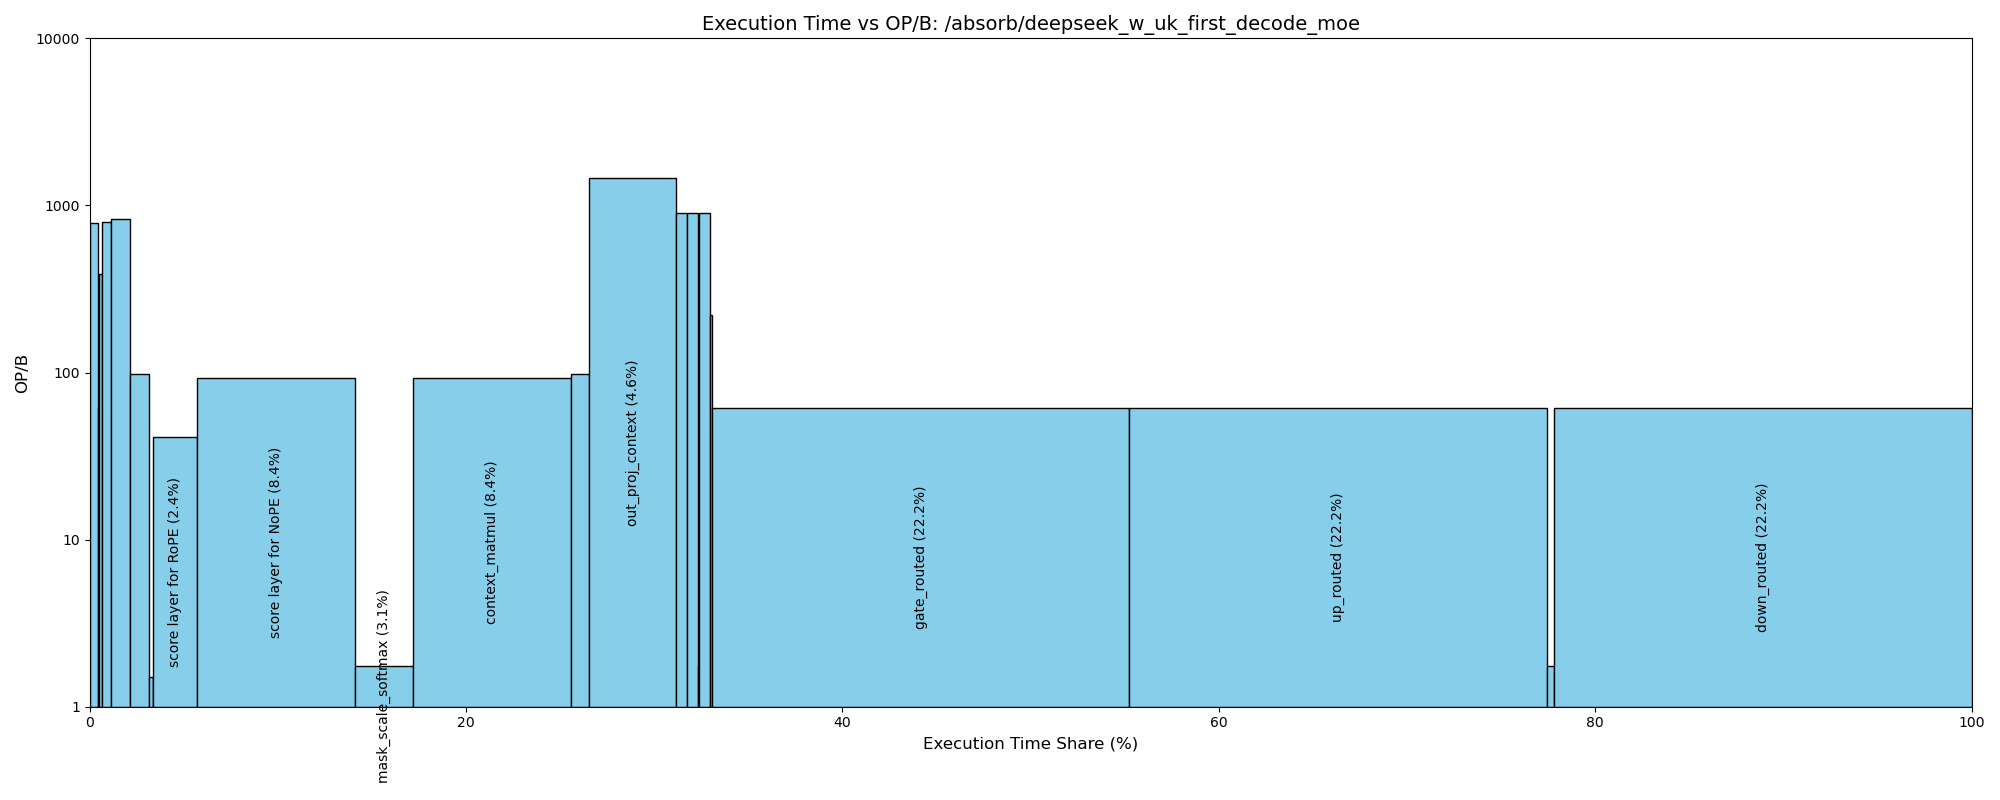 Execution Time vs OP/B: /absorb/deepseek_w_uk_first_decode_moe
OP/B
10000
1000
100
10
1
score layer for RoPE (2.4%)
score layer for NoPE (8.4%)
mask_scale_softmax (3.1%)
context_matmul (8.4%)
out_proj_context (4.6%)
gate_routed (22.2%)
up_routed (22.2%)
down_routed (22.2%)
0
20
40
60
80
100
Execution Time Share (%)